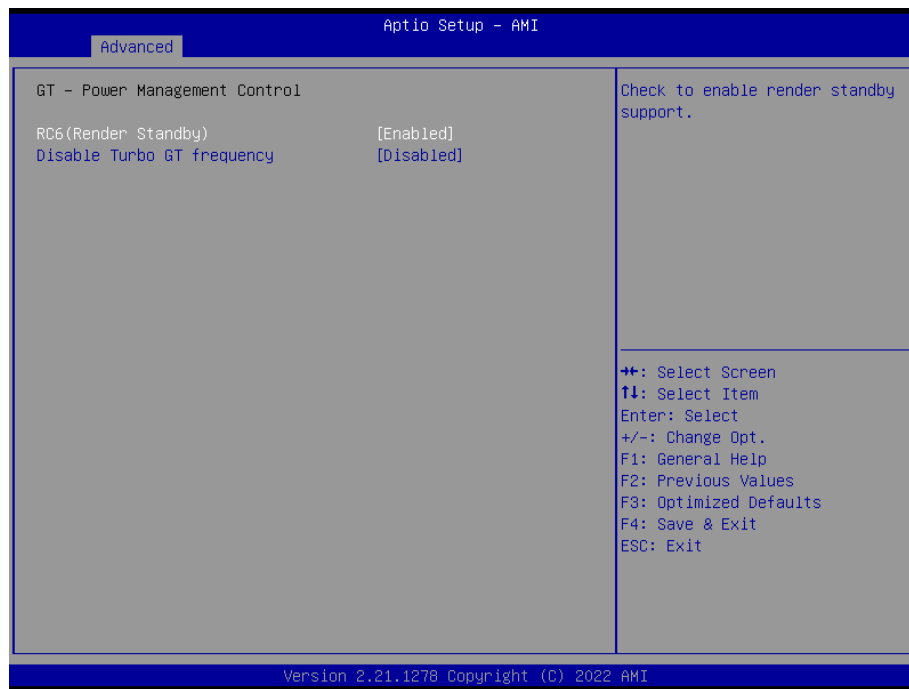 Aptio Setup – AMI
Advanced
GT – Power Management Control
RC6(Render Standby) [Enabled]
Disable Turbo GT frequency [Disabled]
Check to enable render standby
support.
→←: Select Screen
↑↓: Select Item
Enter: Select
+/-: Change Opt.
F1: General Help
F2: Previous Values
F3: Optimized Defaults
F4: Save & Exit
ESC: Exit
Version 2.21.1278 Copyright (C) 2022 AMI